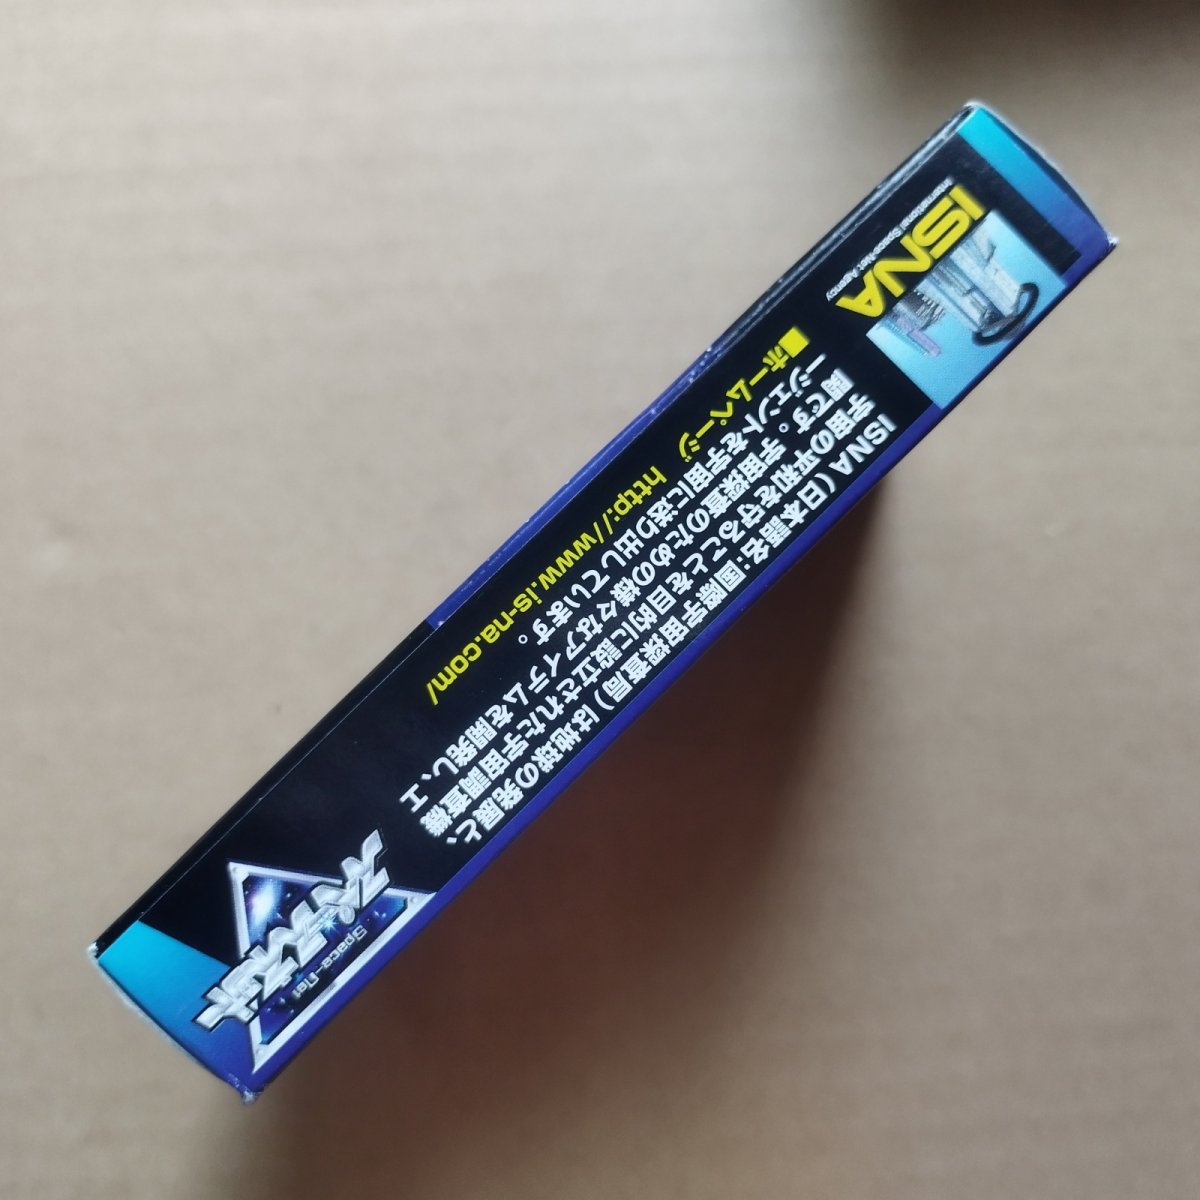 ISNA
International Space-Net Agency
ISNA(日本語名:国際宇宙探査局)は地球の発展と、
宇宙の平和を守ることを目的に設立された宇宙調査機
関です。宇宙探査のための様々なアイテムを開発し、エ
ージェントを宇宙に送り出しています。
■ホームページ http://www.is-na.com/
スペースネット
Space-Net